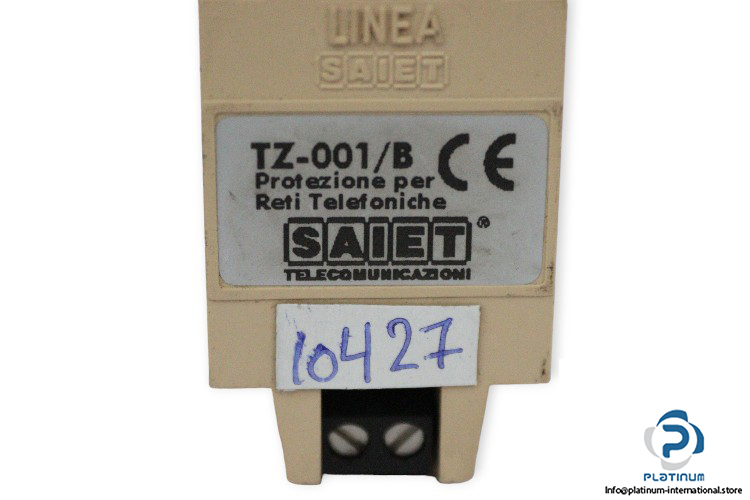 LINEA
SAIET
TZ-001/B CE
Protezione per
Reti Telefoniche
SAIET®
TELECOMUNICAZIONI
10427
PLATINUM
Info@platinum-international.store